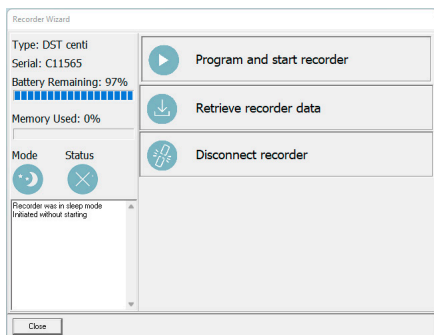 Recorder Wizard
Type: DST centi
Serial: C11565
Battery Remaining: 97%
Memory Used: 0%
Mode Status
Recorder was in sleep mode
Initiated without starting
Program and start recorder
Retrieve recorder data
Disconnect recorder
Close